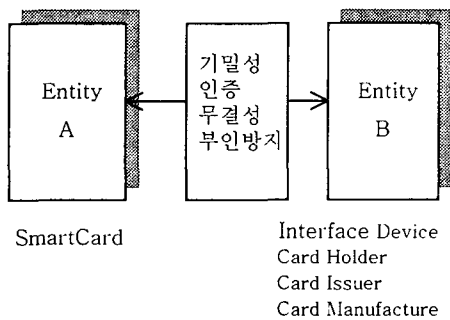 Entity
A
기밀성
인증
무결성
부인방지
Entity
B
SmartCard
Interface Device
Card Holder
Card Issuer
Card Manufacture